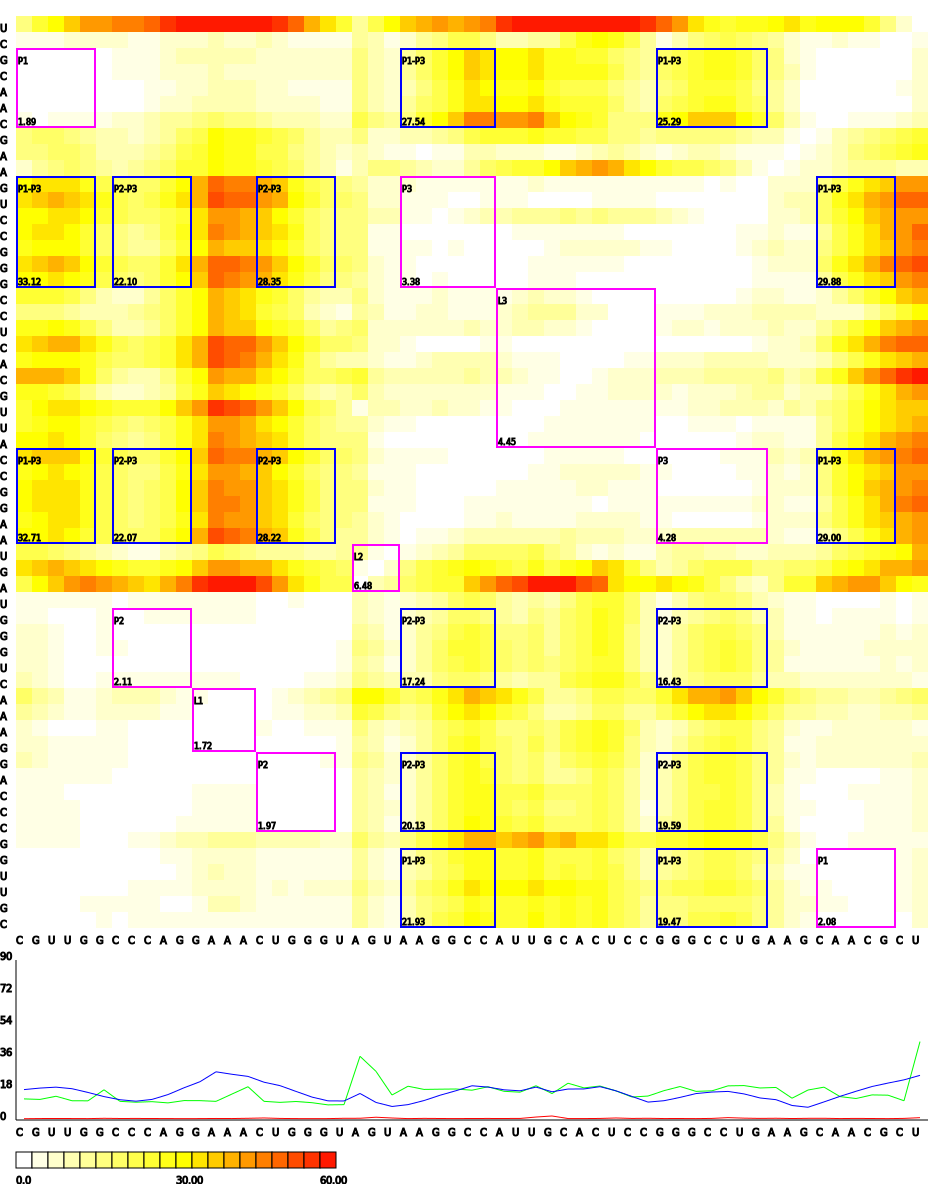 U
C
G P1 P1-P3 P1-P3
C
A
A
C 1.89 27.54 25.29
G
A
A
G P1-P3 P2-P3 P2-P3 P3 P1-P3
U
C
C
G
G
G 33.12 22.10 28.35 3.38 29.88
C L3
C
U
C
A
C
G
U
U
A 4.45
C P1-P3 P2-P3 P2-P3 P3 P1-P3
C
G
G
A
A 32.71 22.07 28.22 4.28 29.00
U L2
G
A 6.48
U
G P2 P2-P3 P2-P3
G
G
U
C 2.11 17.24 16.43
A L1
A
A
G 1.72
G P2 P2-P3 P2-P3
A
C
C
C 1.97 20.13 19.59
G
G P1-P3 P1-P3 P1
U
U
G
C 21.93 19.47 2.08
C G U U G G C C C A G G A A A C U G G G U A G U A A G G C C A U U G C A C U C C G G G C C U G A A G C A A C G C U
90
72
54
36
18
0
C G U U G G C C C A G G A A A C U G G G U A G U A A G G C C A U U G C A C U C C G G G C C U G A A G C A A C G C U
0.0 30.00 60.00